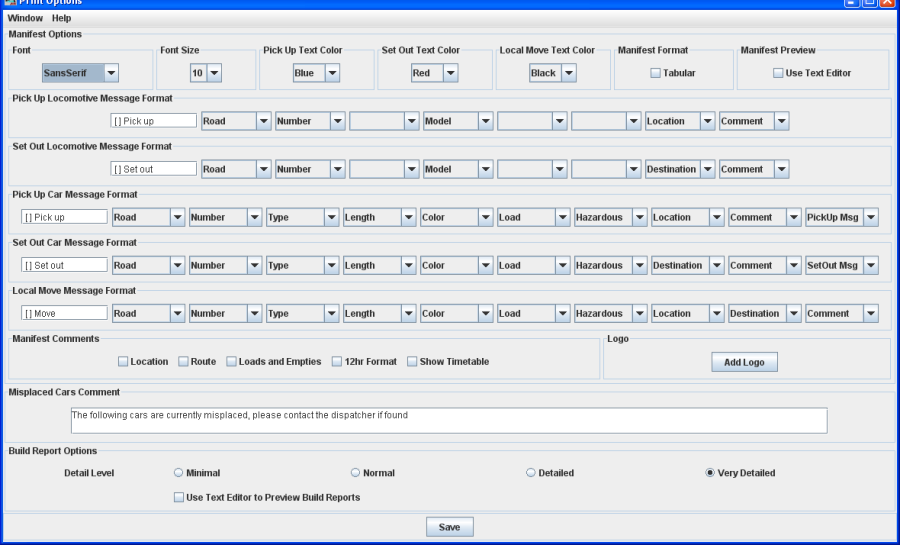 Print Options
Window Help
Manifest Options
Font Font Size Pick Up Text Color Set Out Text Color Local Move Text Color Manifest Format Manifest Preview
SansSerif 10 Blue Red Black Tabular Use Text Editor
Pick Up Locomotive Message Format
[ ] Pick up Road Number Model Location Comment
Set Out Locomotive Message Format
[ ] Set out Road Number Model Destination Comment
Pick Up Car Message Format
[ ] Pick up Road Number Type Length Color Load Hazardous Location Comment PickUp Msg
Set Out Car Message Format
[ ] Set out Road Number Type Length Color Load Hazardous Destination Comment SetOut Msg
Local Move Message Format
[ ] Move Road Number Type Length Color Load Hazardous Location Destination Comment
Manifest Comments Logo
Location Route Loads and Empties 12hr Format Show Timetable Add Logo
Misplaced Cars Comment
The following cars are currently misplaced, please contact the dispatcher if found
Build Report Options
Detail Level Minimal Normal Detailed Very Detailed
Use Text Editor to Preview Build Reports
Save